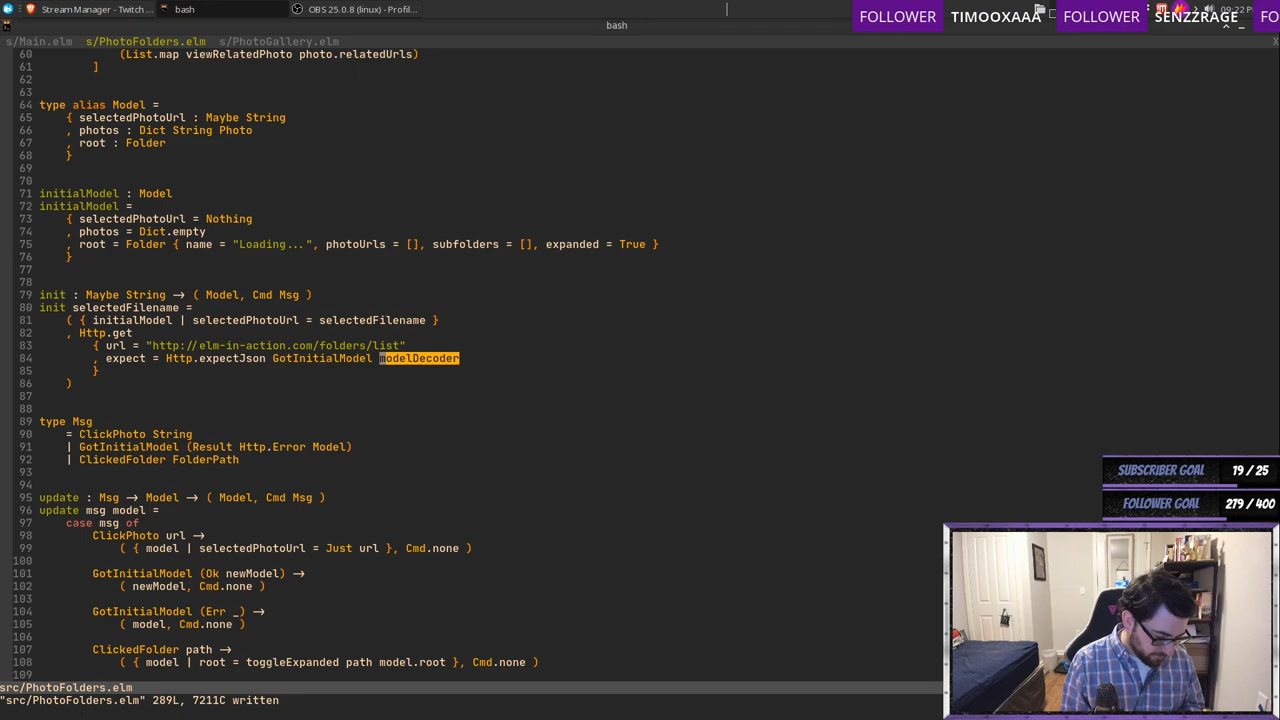 Stream Manager - Twitch ...
bash
OBS 25.0.8 (linux) - Profil...
09:22 PM
FOLLOWER TIMOOXAAA FOLLOWER SENZZRAGE FO
bash
s/Main.elm s/PhotoFolders.elm s/PhotoGallery.elm X
60             (List.map viewRelatedPhoto photo.relatedUrls)
61         ]
62
63
64 type alias Model =
65     { selectedPhotoUrl : Maybe String
66     , photos : Dict String Photo
67     , root : Folder
68     }
69
70
71 initialModel : Model
72 initialModel =
73     { selectedPhotoUrl = Nothing
74     , photos = Dict.empty
75     , root = Folder { name = "Loading...", photoUrls = [], subfolders = [], expanded = True }
76     }
77
78
79 init : Maybe String → ( Model, Cmd Msg )
80 init selectedFilename =
81     ( { initialModel | selectedPhotoUrl = selectedFilename }
82     , Http.get
83         { url = "http://elm-in-action.com/folders/list"
84         , expect = Http.expectJson GotInitialModel modelDecoder
85         }
86     )
87
88
89 type Msg
90     = ClickPhoto String
91     | GotInitialModel (Result Http.Error Model)
92     | ClickedFolder FolderPath
93
94
95 update : Msg → Model → ( Model, Cmd Msg )
96 update msg model =
97     case msg of
98         ClickPhoto url →
99             ( { model | selectedPhotoUrl = Just url }, Cmd.none )
100
101         GotInitialModel (Ok newModel) →
102             ( newModel, Cmd.none )
103
104         GotInitialModel (Err _) →
105             ( model, Cmd.none )
106
107         ClickedFolder path →
108             ( { model | root = toggleExpanded path model.root }, Cmd.none )
109
src/PhotoFolders.elm
"src/PhotoFolders.elm" 289L, 7211C written
SUBSCRIBER GOAL 19 / 25
FOLLOWER GOAL 279 / 400